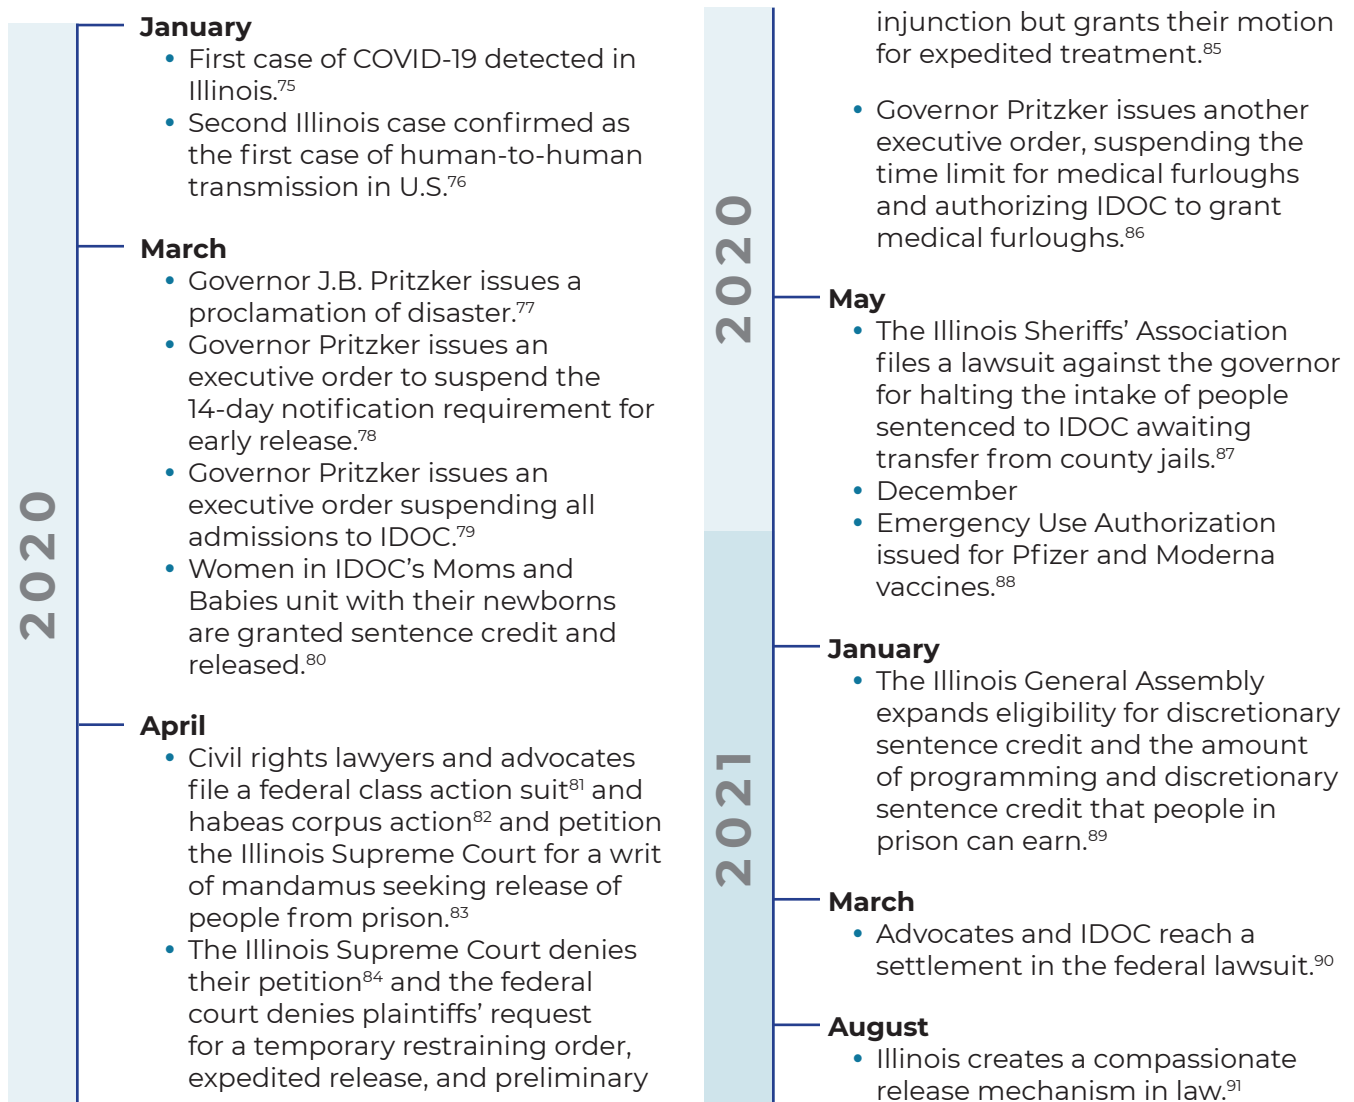 2020
January
• First case of COVID-19 detected in
Illinois.75
• Second Illinois case confirmed as
the first case of human-to-human
transmission in U.S.76
March
• Governor J.B. Pritzker issues a
proclamation of disaster.77
• Governor Pritzker issues an
executive order to suspend the
14-day notification requirement for
early release.78
• Governor Pritzker issues an
executive order suspending all
admissions to IDOC.79
• Women in IDOC’s Moms and
Babies unit with their newborns
are granted sentence credit and
released.80
April
• Civil rights lawyers and advocates
file a federal class action suit81 and
habeas corpus action82 and petition
the Illinois Supreme Court for a writ
of mandamus seeking release of
people from prison.83
• The Illinois Supreme Court denies
their petition84 and the federal
court denies plaintiffs’ request
for a temporary restraining order,
expedited release, and preliminary
2020
injunction but grants their motion
for expedited treatment.85
• Governor Pritzker issues another
executive order, suspending the
time limit for medical furloughs
and authorizing IDOC to grant
medical furloughs.86
May
• The Illinois Sheriffs’ Association
files a lawsuit against the governor
for halting the intake of people
sentenced to IDOC awaiting
transfer from county jails.87
• December
• Emergency Use Authorization
issued for Pfizer and Moderna
vaccines.88
2021
January
• The Illinois General Assembly
expands eligibility for discretionary
sentence credit and the amount
of programming and discretionary
sentence credit that people in
prison can earn.89
March
• Advocates and IDOC reach a
settlement in the federal lawsuit.90
August
• Illinois creates a compassionate
release mechanism in law.91